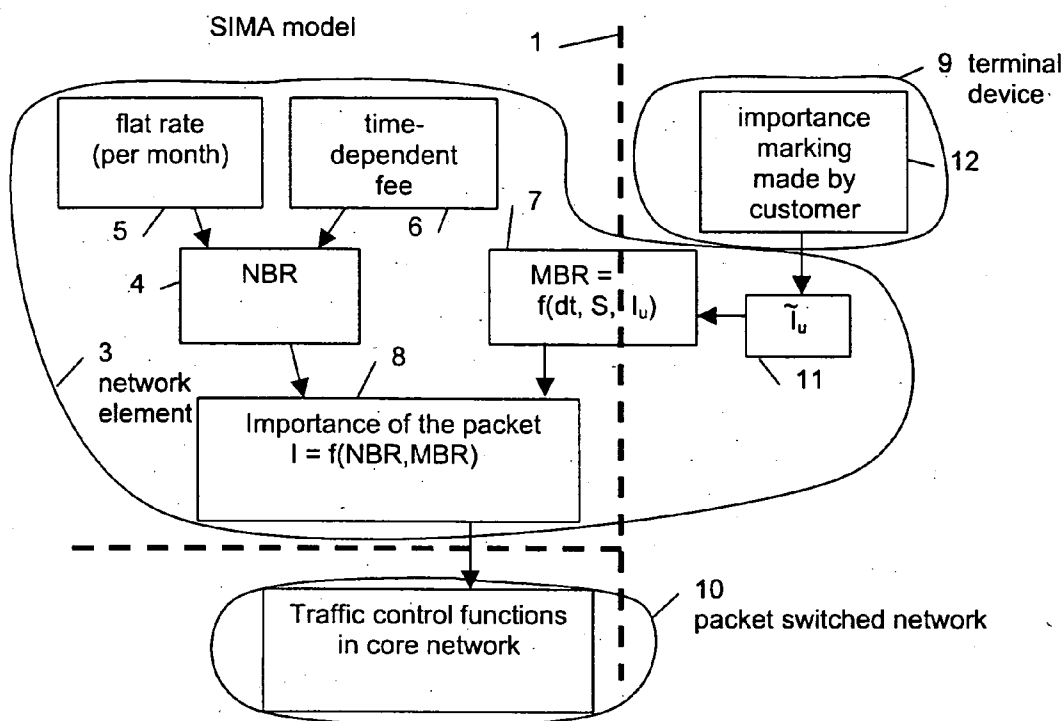 SIMA model
1
9 terminal
device
flat rate
(per month)
time-
dependent
fee
importance
marking
made by
customer
12
5
6
7
4
NBR
MBR =
f(dt, S, I_u)
Ĩ_u
11
3
network
element
8
Importance of the packet
I = f(NBR,MBR)
10
packet switched network
Traffic control functions
in core network